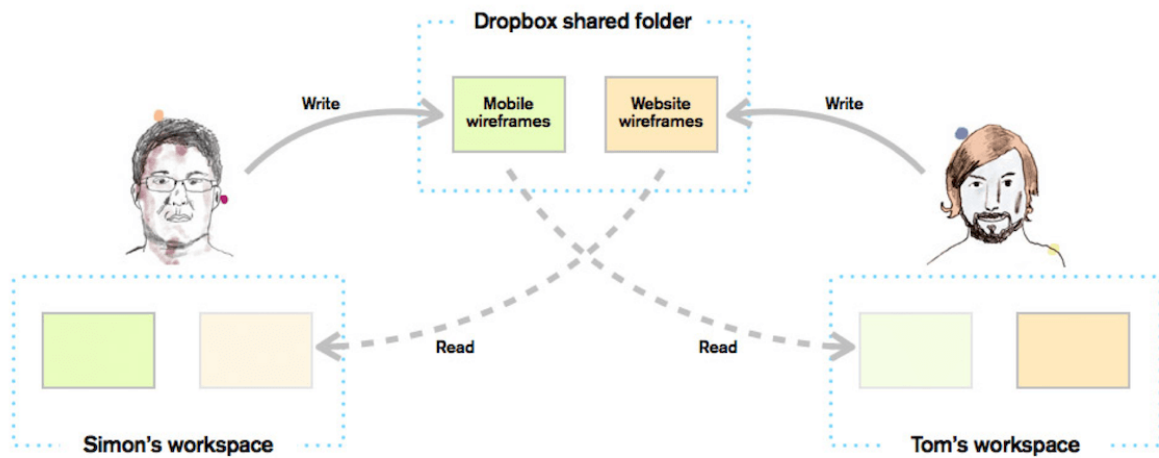 Dropbox shared folder
Write
Mobile
wireframes
Website
wireframes
Write
Read
Read
Simon's workspace
Tom's workspace